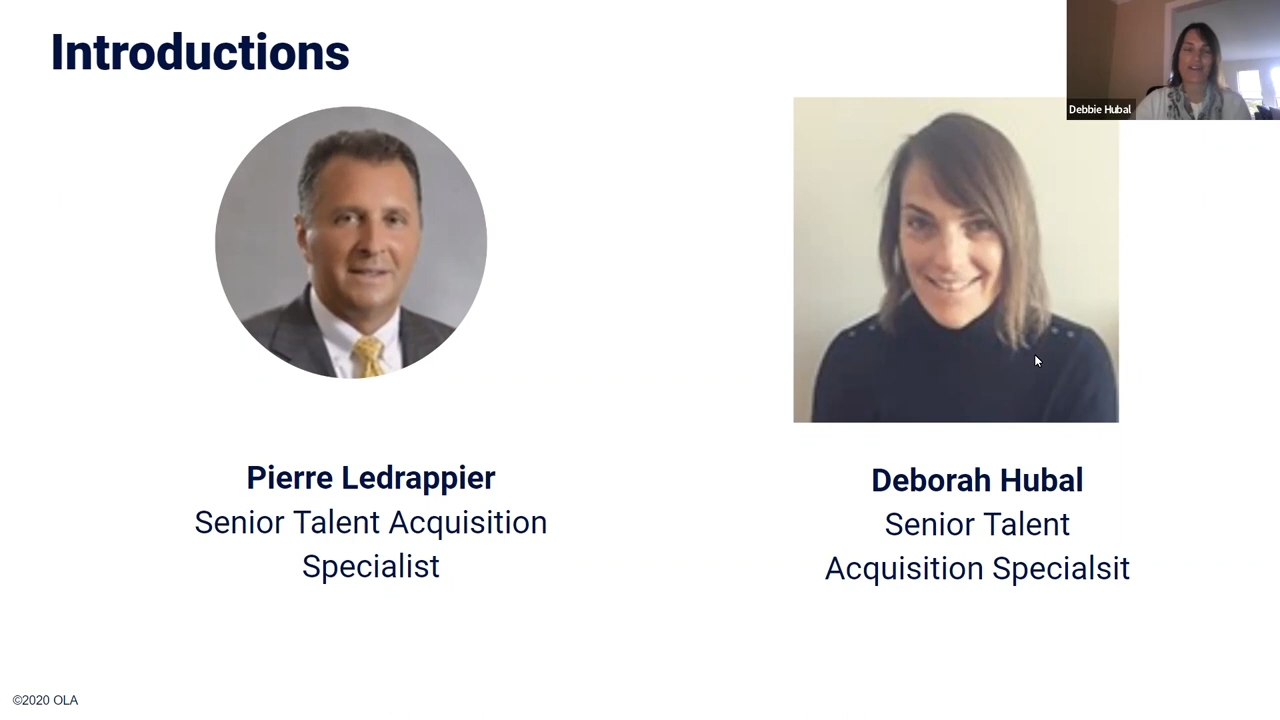 Introductions
Debbie Hubal
Pierre Ledrappier
Senior Talent Acquisition
Specialist
Deborah Hubal
Senior Talent
Acquisition Specialsit
©2020 OLA